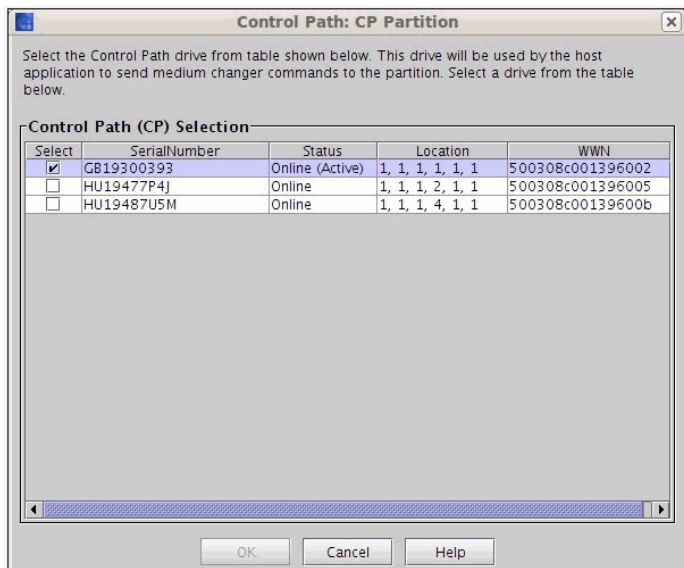 Control Path: CP Partition
Select the Control Path drive from table shown below. This drive will be used by the host
application to send medium changer commands to the partition. Select a drive from the table
below.
Control Path (CP) Selection
Select SerialNumber Status Location WWN
GB19300393 Online (Active) 1, 1, 1, 1, 1, 1 500308c001396002
HU19477P4J Online 1, 1, 1, 2, 1, 1 500308c001396005
HU19487U5M Online 1, 1, 1, 4, 1, 1 500308c00139600b
OK Cancel Help